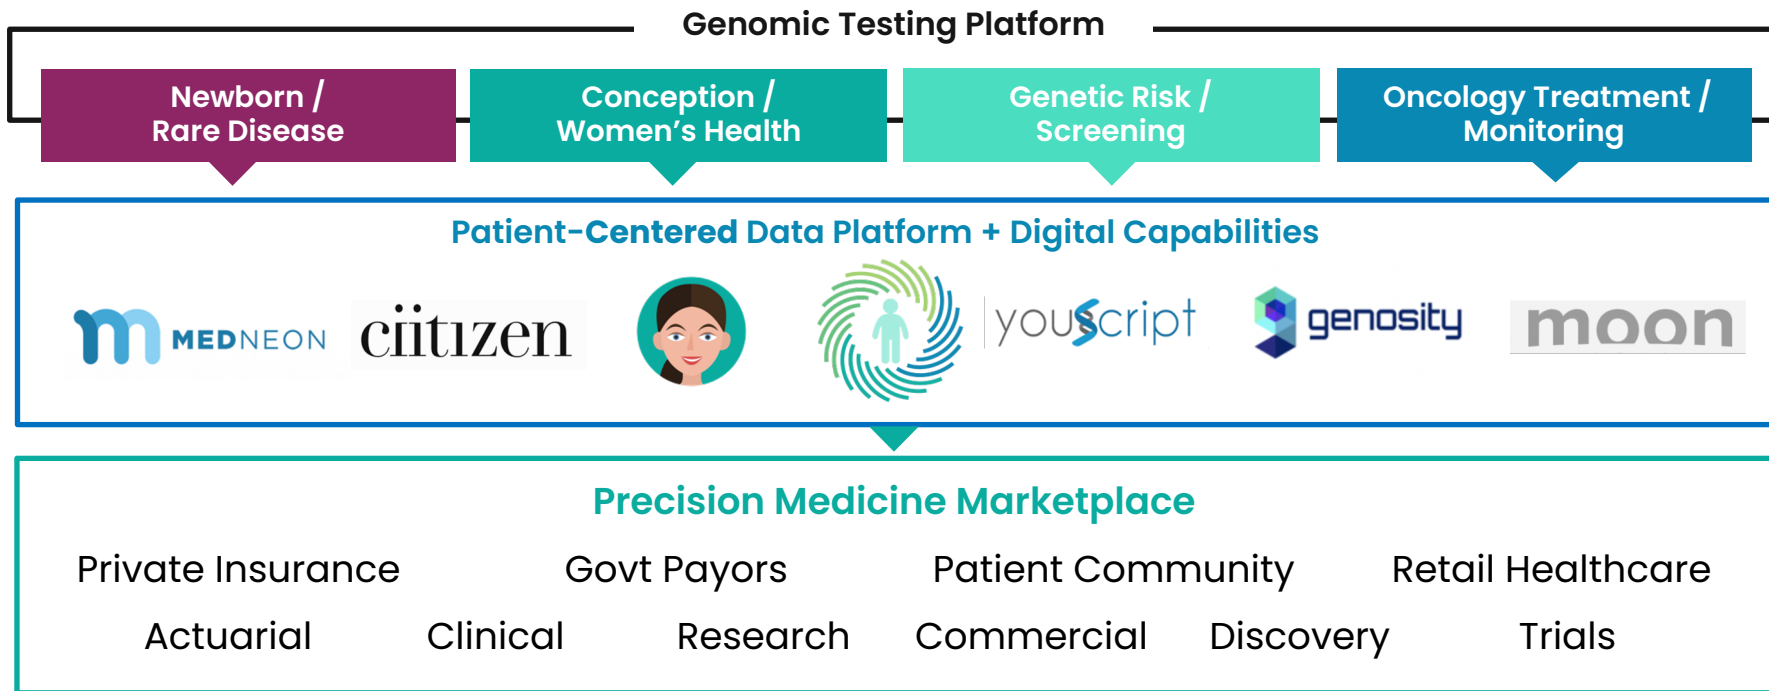 Genomic Testing Platform
Newborn /
Rare Disease
Conception /
Women's Health
Genetic Risk /
Screening
Oncology Treatment /
Monitoring
Patient-Centered Data Platform + Digital Capabilities
MEDNEON
ciitizen
youscript
genosity
moon
Precision Medicine Marketplace
Private Insurance Govt Payors Patient Community Retail Healthcare
Actuarial Clinical Research Commercial Discovery Trials